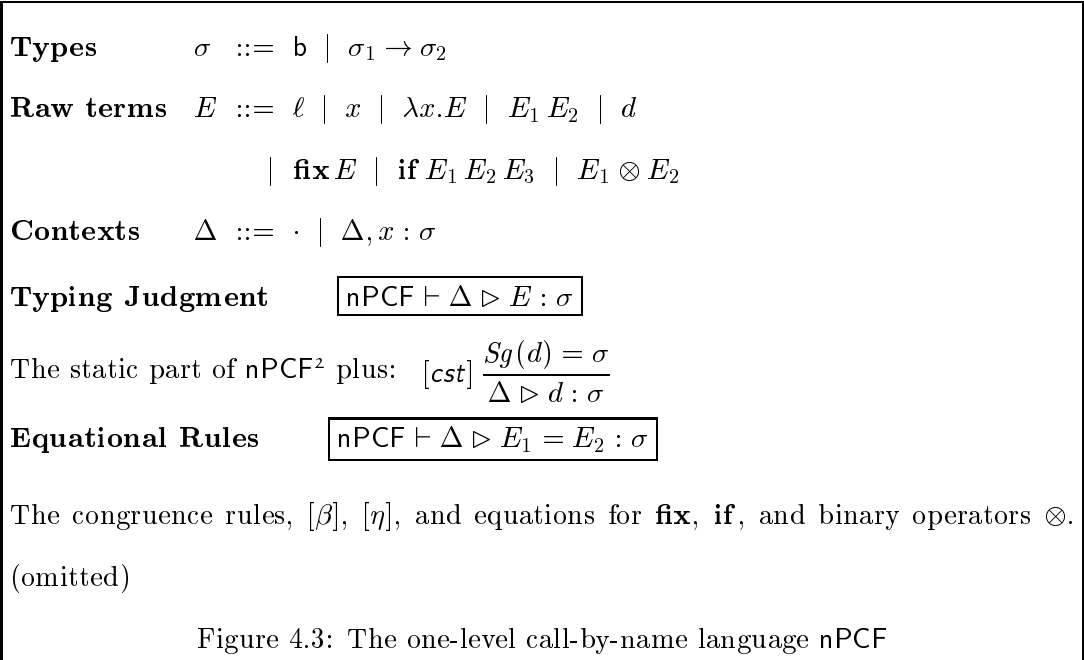 Types σ ::= b | σ₁ → σ₂
Raw terms E ::= ℓ | x | λx.E | E₁ E₂ | d
| fix E | if E₁ E₂ E₃ | E₁ ⊗ E₂
Contexts Δ ::= · | Δ, x : σ
Typing Judgment nPCF ⊢ Δ ▷ E : σ
The static part of nPCF² plus: [cst] Sg(d) = σ
Δ ▷ d : σ
Equational Rules nPCF ⊢ Δ ▷ E₁ = E₂ : σ
The congruence rules, [β], [η], and equations for fix, if, and binary operators ⊗.
(omitted)
Figure 4.3: The one-level call-by-name language nPCF